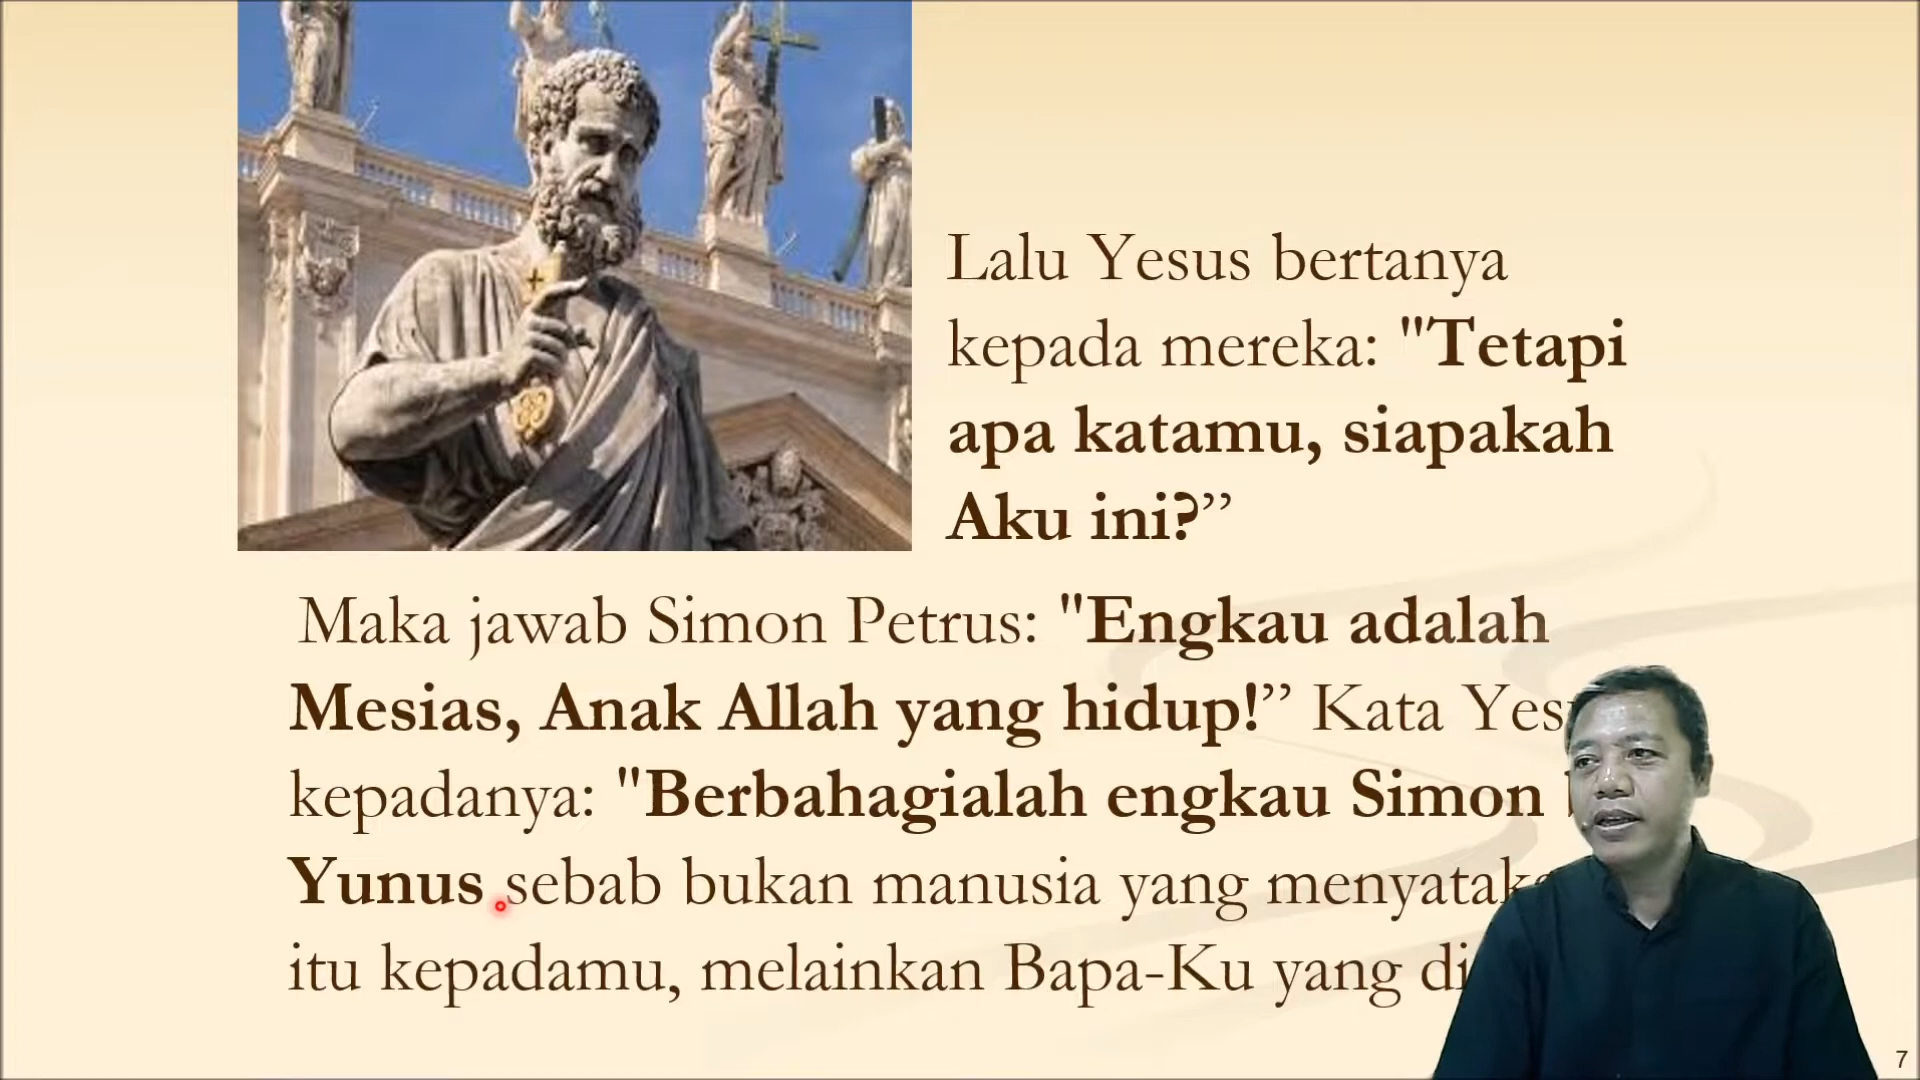 Lalu Yesus bertanya
kepada mereka: "Tetapi
apa katamu, siapakah
Aku ini?”
Maka jawab Simon Petrus: "Engkau adalah
Mesias, Anak Allah yang hidup!” Kata
kepadanya: "Berbahagialah engkau Simon
Yunus sebab bukan manusia yang
itu kepadamu, melainkan Bapa-Ku yang
7